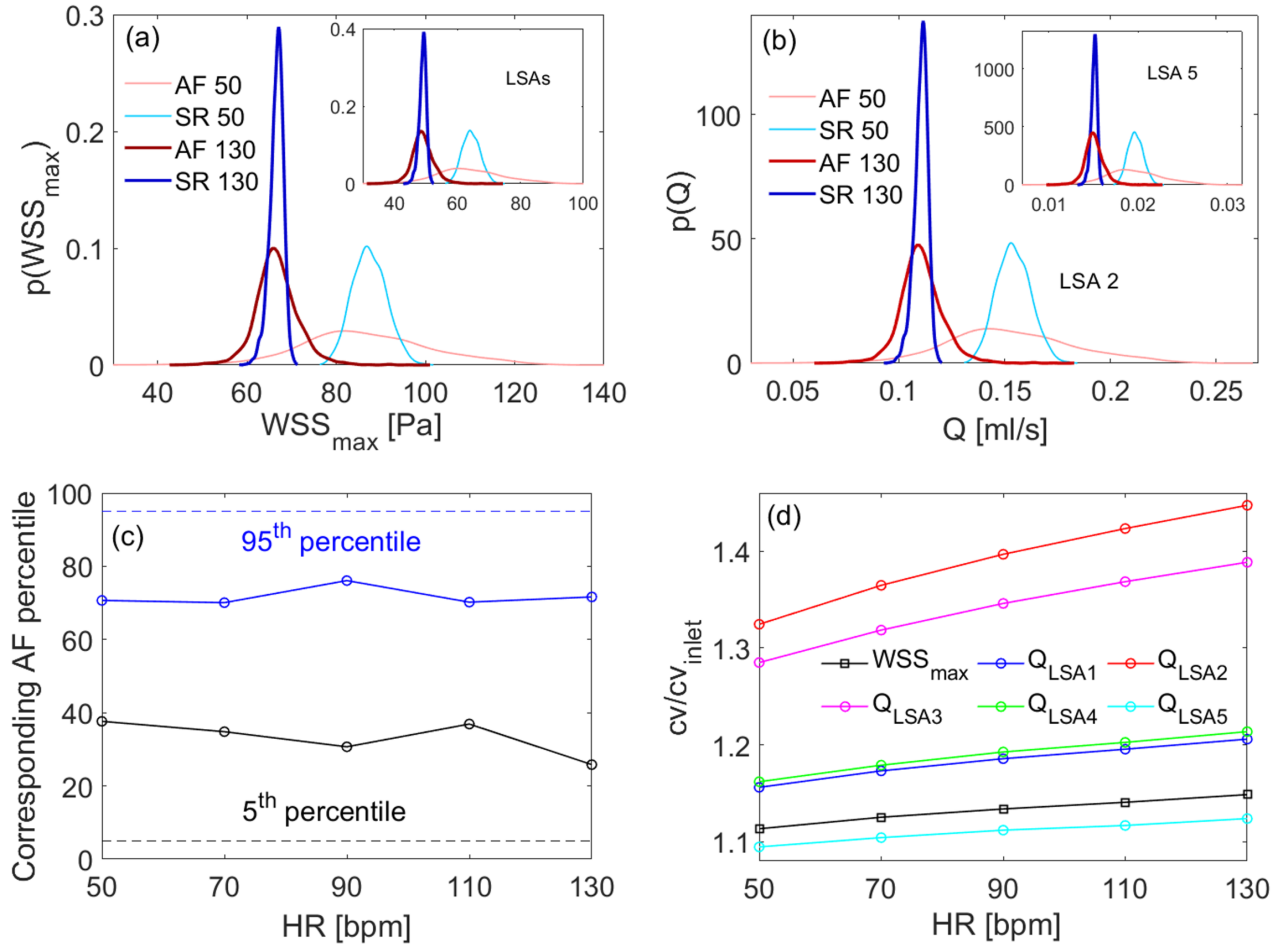 (a)
AF 50
SR 50
AF 130
SR 130
LSAs
0.4
0.2
0
40 60 80 100
0.3
0.2
0.1
0
40 60 80 100 120 140
p(WSSmax)
WSSmax [Pa]
(b)
AF 50
SR 50
AF 130
SR 130
LSA 5
1000
500
0
0.01 0.02 0.03
LSA 2
100
50
0
0.05 0.1 0.15 0.2 0.25
p(Q)
Q [ml/s]
(c)
95th percentile
5th percentile
100
80
60
40
20
0
50 70 90 110 130
Corresponding AF percentile
HR [bpm]
(d)
WSSmax QLSA1 QLSA2
QLSA3 QLSA4 QLSA5
1.4
1.3
1.2
1.1
50 70 90 110 130
cv/cvinlet
HR [bpm]